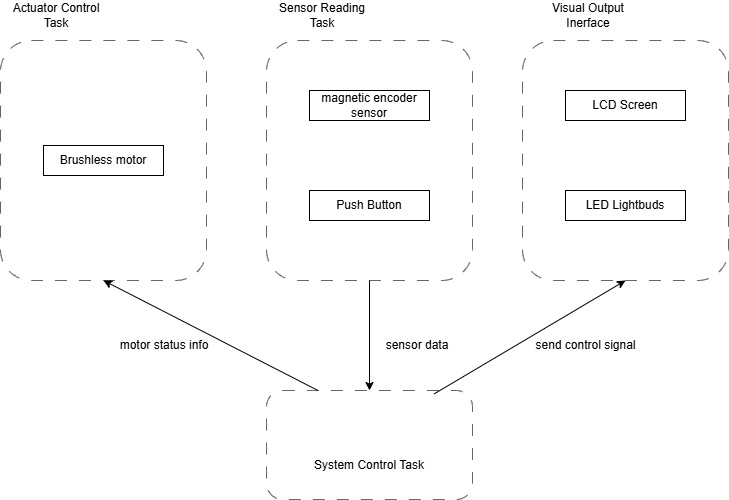 Actuator Control
Task
Sensor Reading
Task
Visual Output
Inerface
magnetic encoder
sensor
LCD Screen
Brushless motor
Push Button
LED Lightbuds
motor status info
sensor data
send control signal
System Control Task